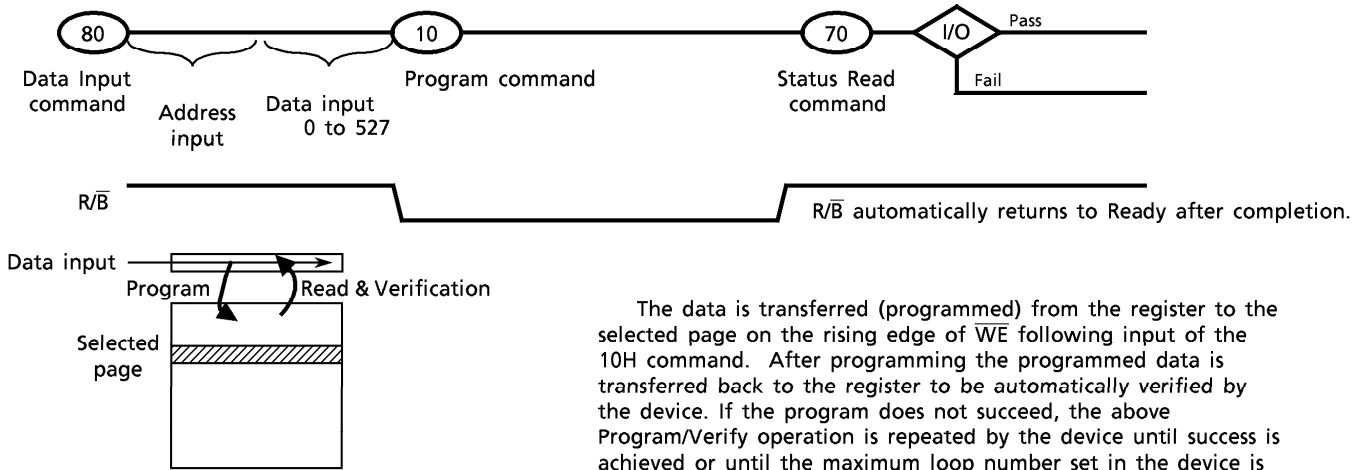 80
10
70
I/O
Pass
Fail
Data Input
command
Address
input
Data input
0 to 527
Program command
Status Read
command
R/B̅
R/B̅ automatically returns to Ready after completion.
Data input
Program
Read & Verification
Selected
page
The data is transferred (programmed) from the register to the
selected page on the rising edge of W̅E̅ following input of the
10H command. After programming the programmed data is
transferred back to the register to be automatically verified by
the device. If the program does not succeed, the above
Program/Verify operation is repeated by the device until success is
achieved or until the maximum loop number set in the device is